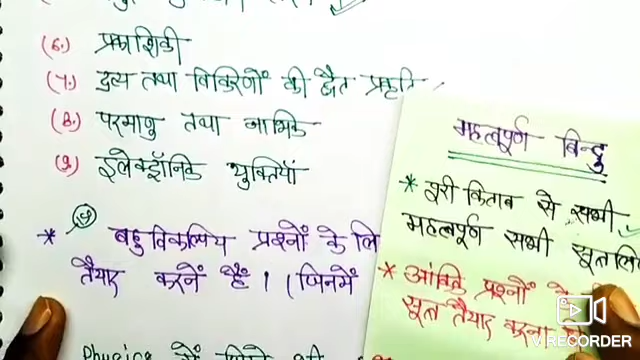 (6.) प्रकाशिकी
(7.) द्रव्य तथा विकिरणों की द्वैत प्रकृति
(8.) परमाणु तथा नाभिक
(9) इलेक्ट्रॉनिक युक्तियाँ
* बहुविकल्पिय प्रश्नों के लि
तैयार करनें हैं । (जिनमें
Physics में
महत्वपूर्ण बिन्दु
* पूरी किताब से सभी
महत्वपूर्ण सभी सूत्र लि
* आंकिक प्रश्नों के
सूत्र तैयार करना
V RECORDER